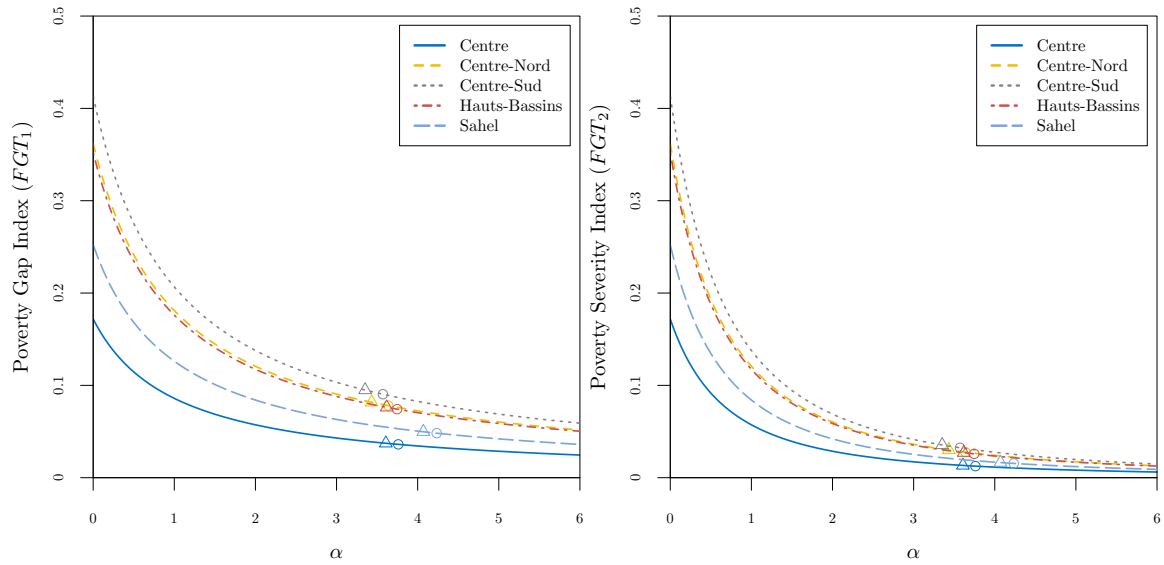 Poverty Gap Index (FGT₁)
0.5
0.4
0.3
0.2
0.1
0
0 1 2 3 4 5 6
α
Centre
Centre-Nord
Centre-Sud
Hauts-Bassins
Sahel
Poverty Severity Index (FGT₂)
0.5
0.4
0.3
0.2
0.1
0
0 1 2 3 4 5 6
α
Centre
Centre-Nord
Centre-Sud
Hauts-Bassins
Sahel